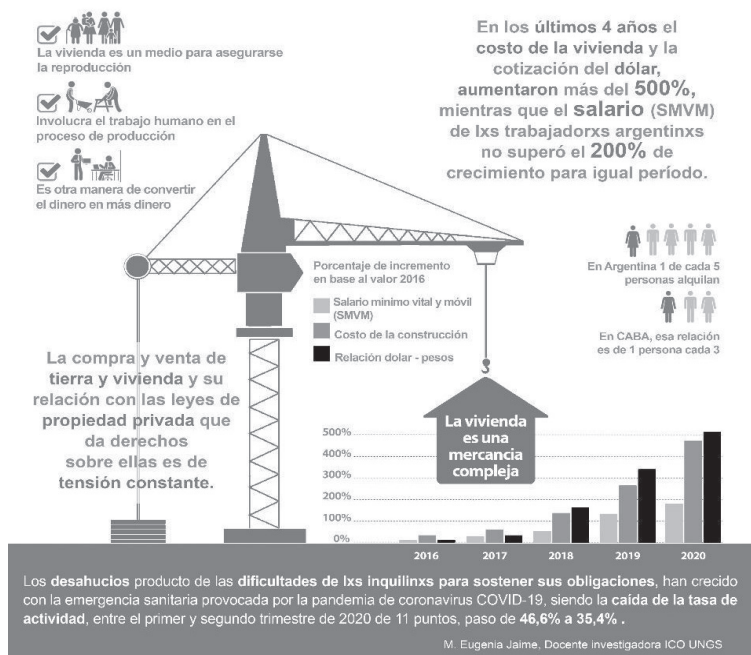 La vivienda es un medio para asegurarse
la reproducción
Involucra el trabajo humano en el
proceso de producción
Es otra manera de convertir
el dinero en más dinero
En los últimos 4 años el
costo de la vivienda y la
cotización del dólar,
aumentaron más del 500%,
mientras que el salario (SMVM)
de lxs trabajadorxs argentinxs
no superó el 200% de
crecimiento para igual período.
En Argentina 1 de cada 5
personas alquilan
En CABA, esa relación
es de 1 persona cada 3
Porcentaje de incremento
en base al valor 2016
Salario mínimo vital y móvil
(SMVM)
Costo de la construcción
Relación dolar - pesos
La compra y venta de
tierra y vivienda y su
relación con las leyes de
propiedad privada que
da derechos
sobre ellas es de
tensión constante.
La vivienda
es una
mercancia
compleja
500%
400%
300%
200%
100%
0%
2016 2017 2018 2019 2020
Los desahucios producto de las dificultades de lxs inquilinxs para sostener sus obligaciones, han crecido
con la emergencia sanitaria provocada por la pandemia de coronavirus COVID-19, siendo la caída de la tasa de
actividad, entre el primer y segundo trimestre de 2020 de 11 puntos, paso de 46,6% a 35,4% .
M. Eugenia Jaime, Docente investigadora ICO UNGS